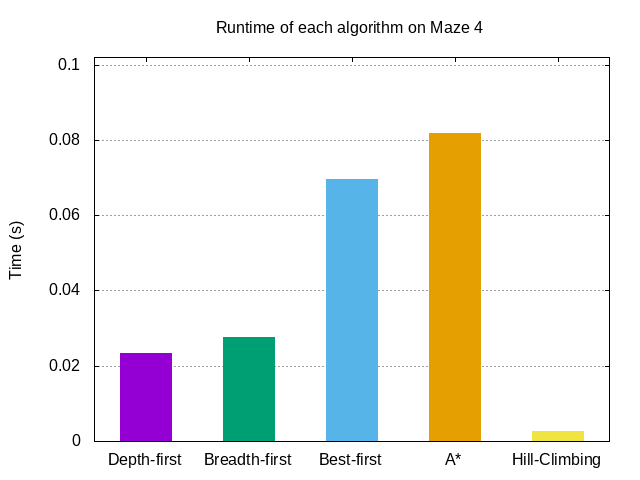 Runtime of each algorithm on Maze 4
0.1
0.08
0.06
0.04
0.02
0
Time (s)
Depth-first Breadth-first Best-first A* Hill-Climbing